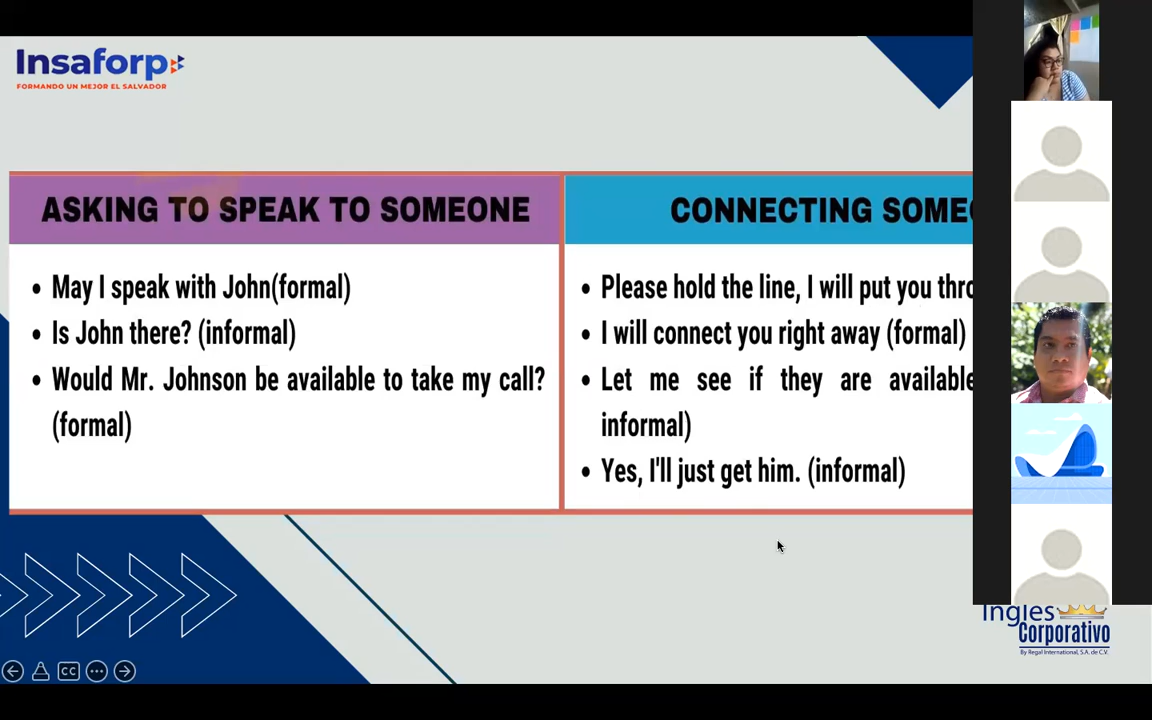 Insaforp
FORMANDO UN MEJOR EL SALVADOR
ASKING TO SPEAK TO SOMEONE
May I speak with John(formal)
Is John there? (informal)
Would Mr. Johnson be available to take my call?
(formal)
CONNECTING
Please hold the line, I will put you
I will connect you right away (formal)
Let me see if they are available
informal)
Yes, I'll just get him. (informal)
CC
Ingles
Corporativo
By Regal International, S.A. de C.V.